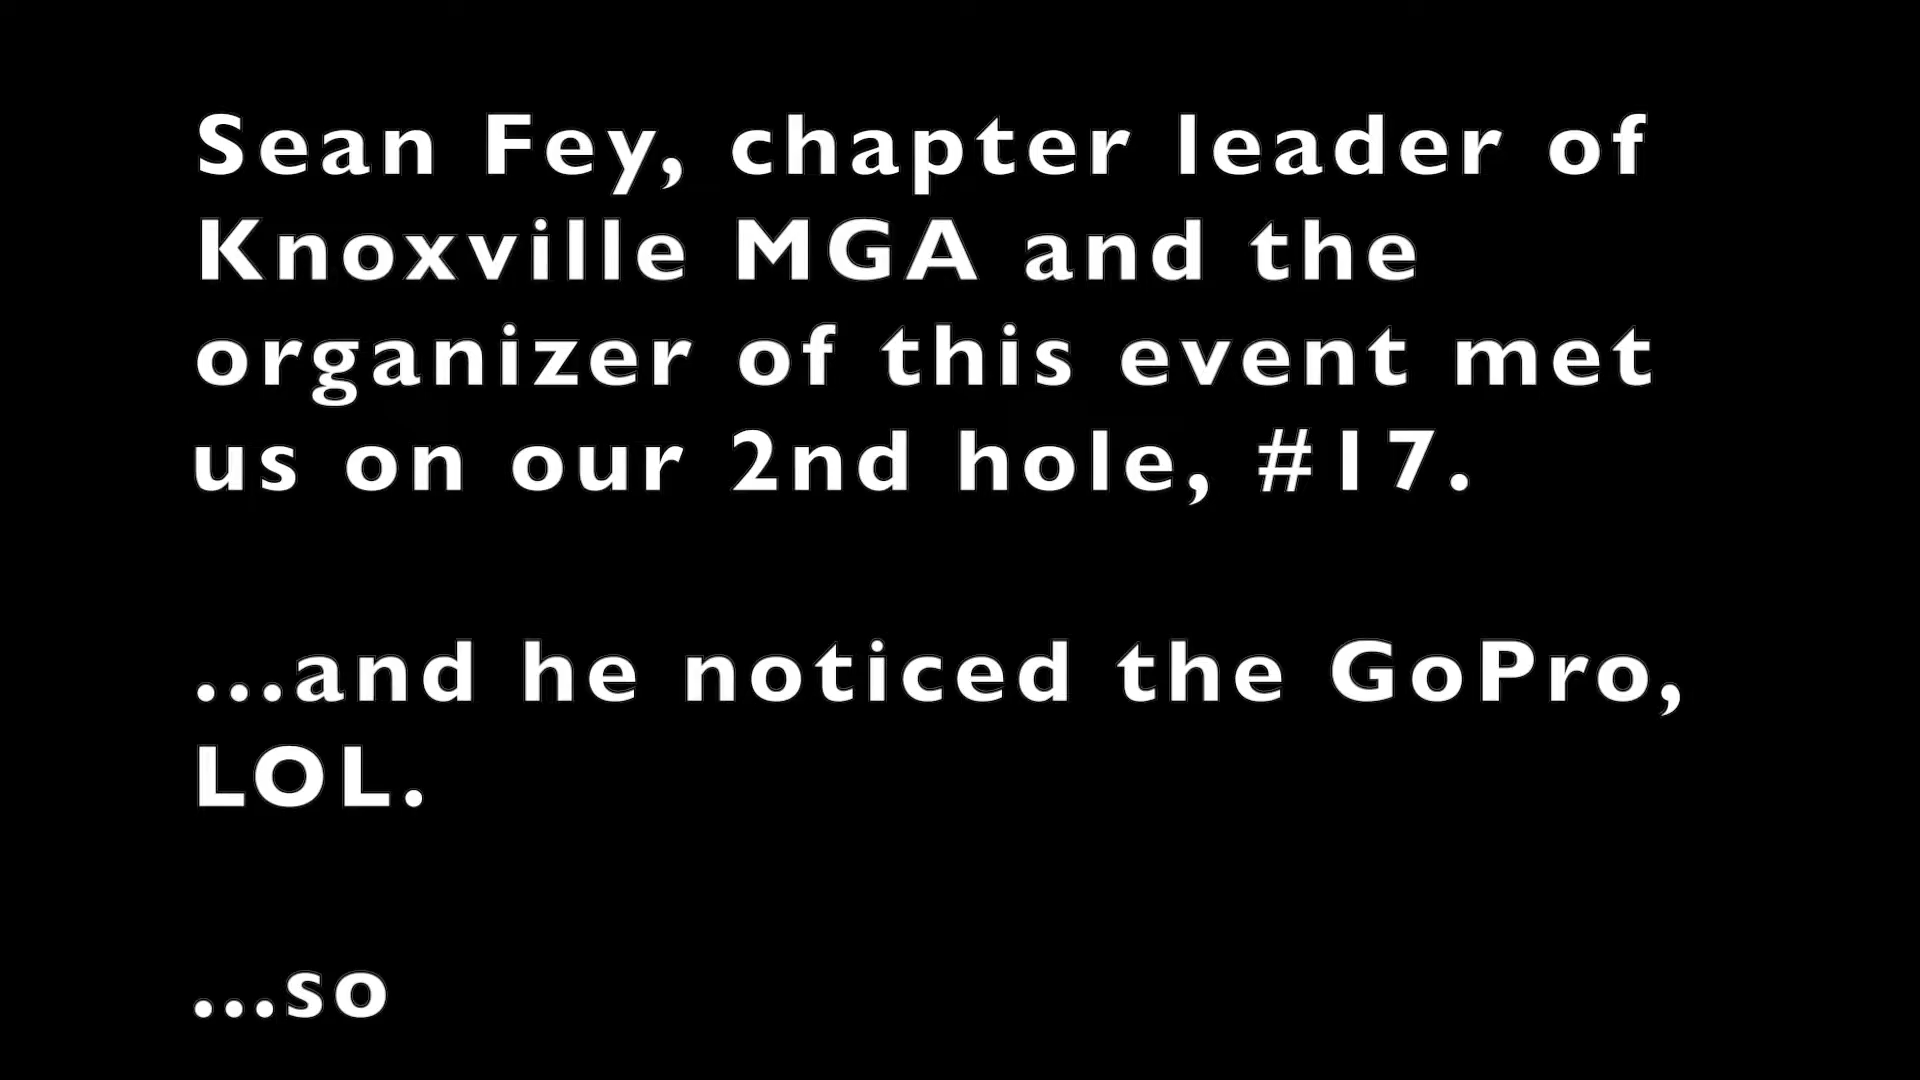 Sean Fey, chapter leader of
Knoxville MGA and the
organizer of this event met
us on our 2nd hole, #17.
...and he noticed the GoPro,
LOL.
...so